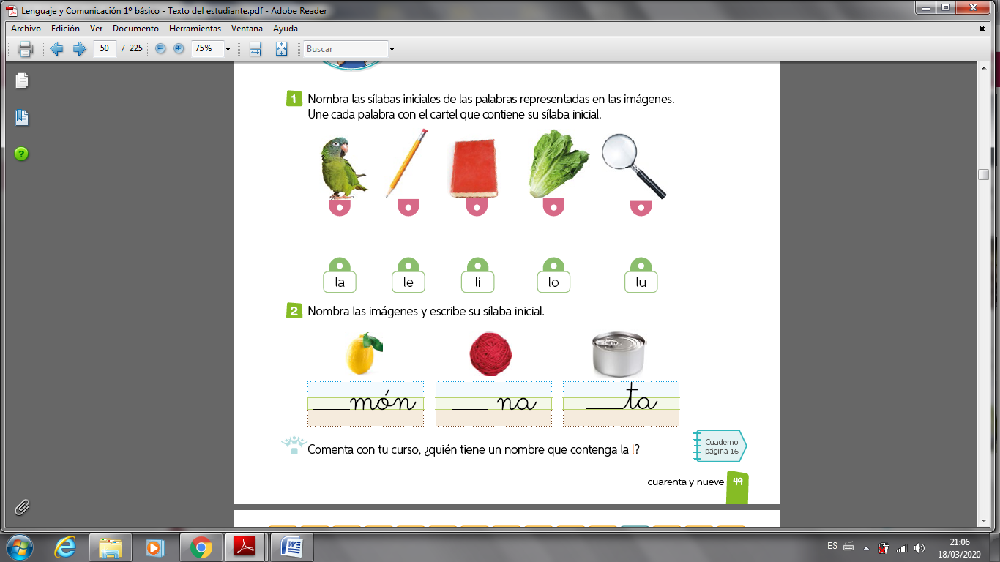 Lenguaje y Comunicación 1º básico - Texto del estudiante.pdf - Adobe Reader
Archivo Edición Ver Documento Herramientas Ventana Ayuda
50 / 225 75% Buscar
1 Nombra las sílabas iniciales de las palabras representadas en las imágenes.
Une cada palabra con el cartel que contiene su sílaba inicial.
la le li lo lu
2 Nombra las imágenes y escribe su sílaba inicial.
___món ___ na ___ta
Comenta con tu curso, ¿quién tiene un nombre que contenga la l?
Cuaderno
página 16
cuarenta y nueve 49
ES 21:06
18/03/2020